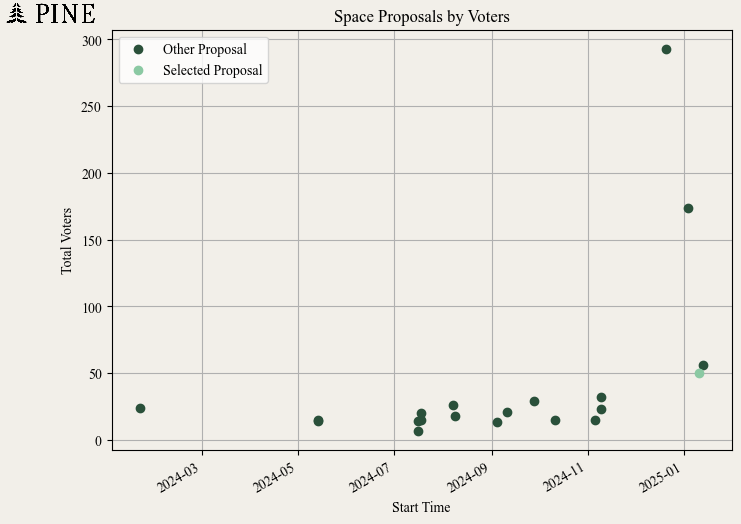 PINE
Space Proposals by Voters
Other Proposal
Selected Proposal
300
250
200
150
100
50
0
Total Voters
2024-03
2024-05
2024-07
2024-09
2024-11
2025-01
Start Time